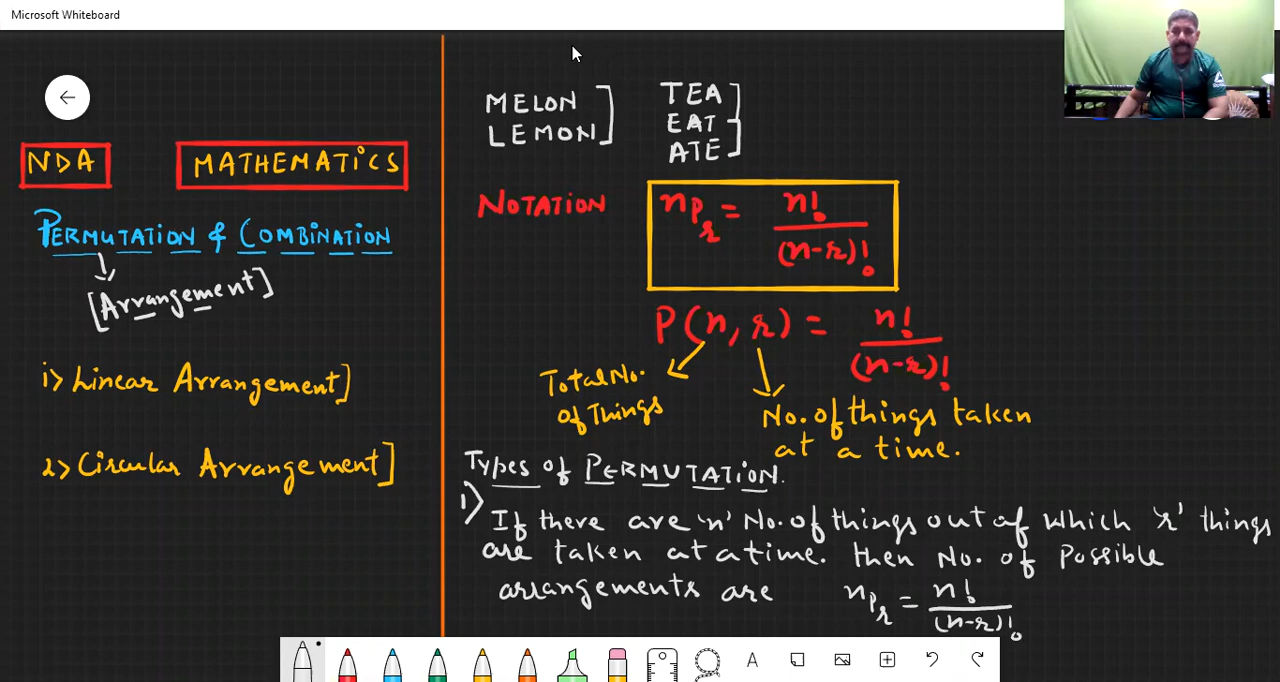 Microsoft Whiteboard
NDA MATHEMATICS
PERMUTATION & COMBINATION
[Arrangement]
1> Linear Arrangement]
2> Circular Arrangement]
MELON
LEMON
TEA
EAT
ATE
NOTATION
nPr = n!/(n-r)!
P(n,r) = n!/(n-r)!
Total No.
of Things
No. of things taken
at a time.
Types of PERMUTATION.
1>
If there are 'n' No. of things out of which 'r' things
are taken at a time. then No. of Possible
arrangements are nPr = n!/(n-r)!
A